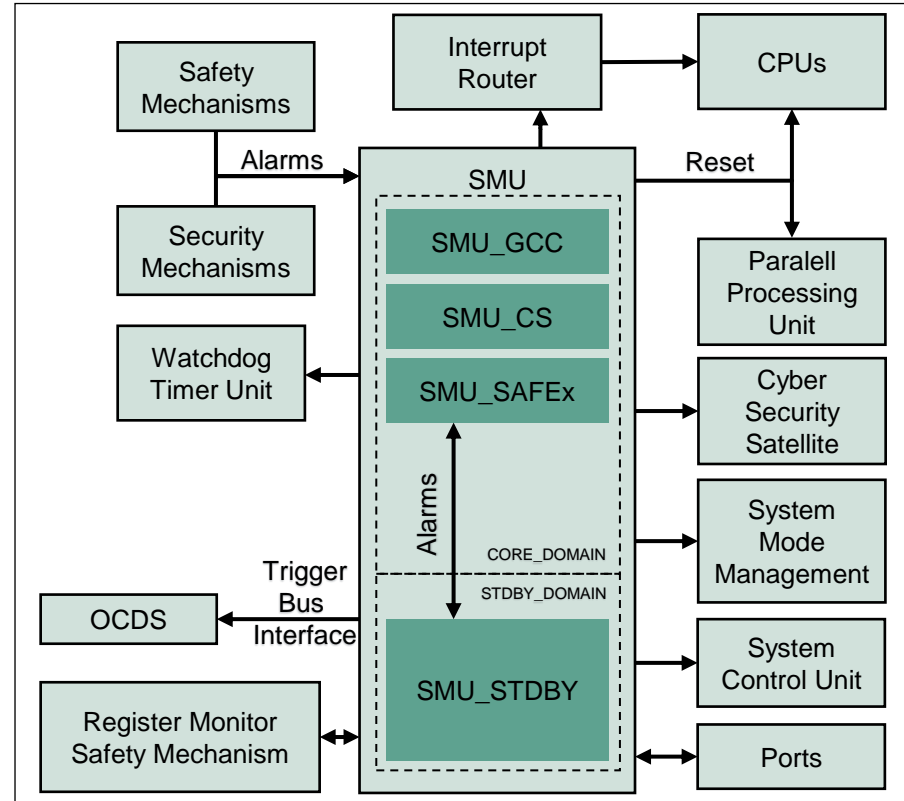 Safety
Mechanisms
Interrupt
Router
CPUs
Alarms
SMU
Reset
Security
Mechanisms
SMU_GCC
Paralell
Processing
Unit
SMU_CS
Watchdog
Timer Unit
SMU_SAFEx
Cyber
Security
Satellite
Alarms
CORE_DOMAIN
System
Mode
Management
STDBY_DOMAIN
Trigger
Bus
Interface
OCDS
SMU_STDBY
System
Control Unit
Register Monitor
Safety Mechanism
Ports